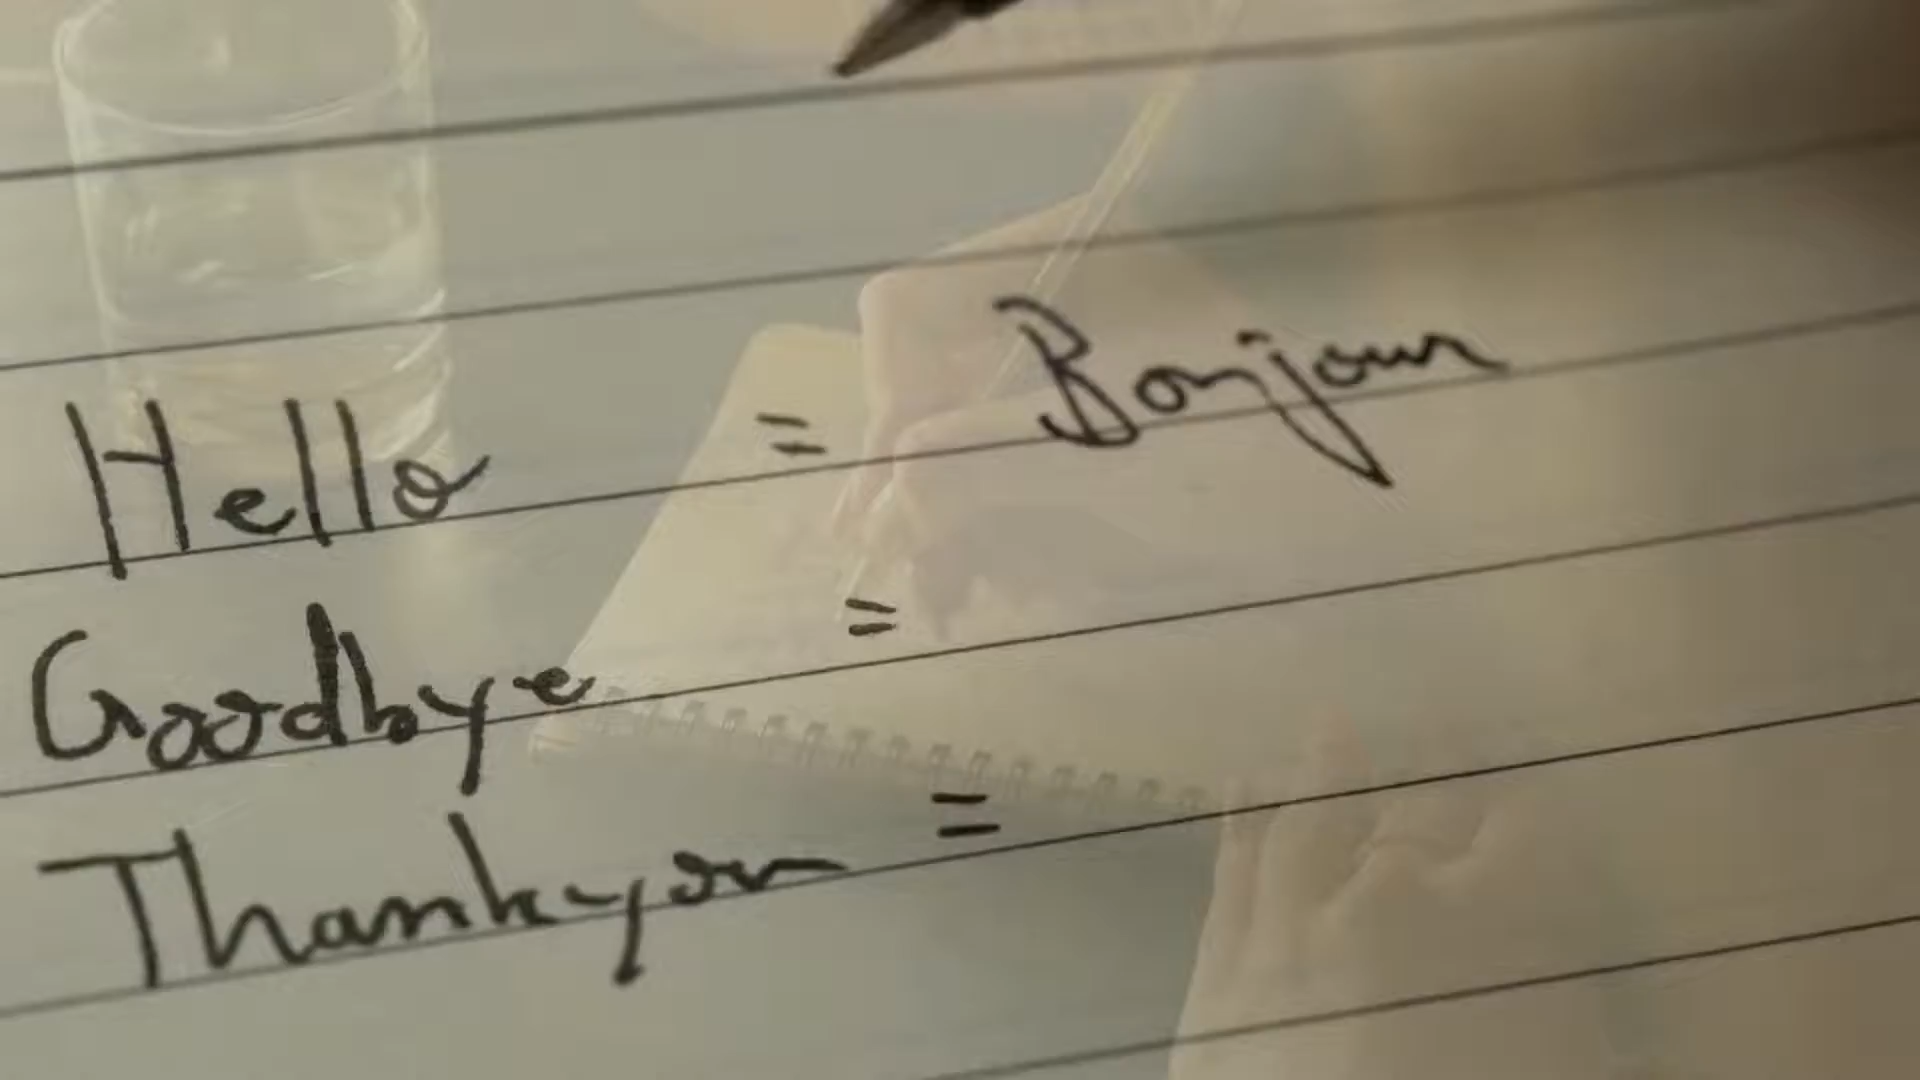 Hello = Bonjour
Goodbye =
Thankyou =